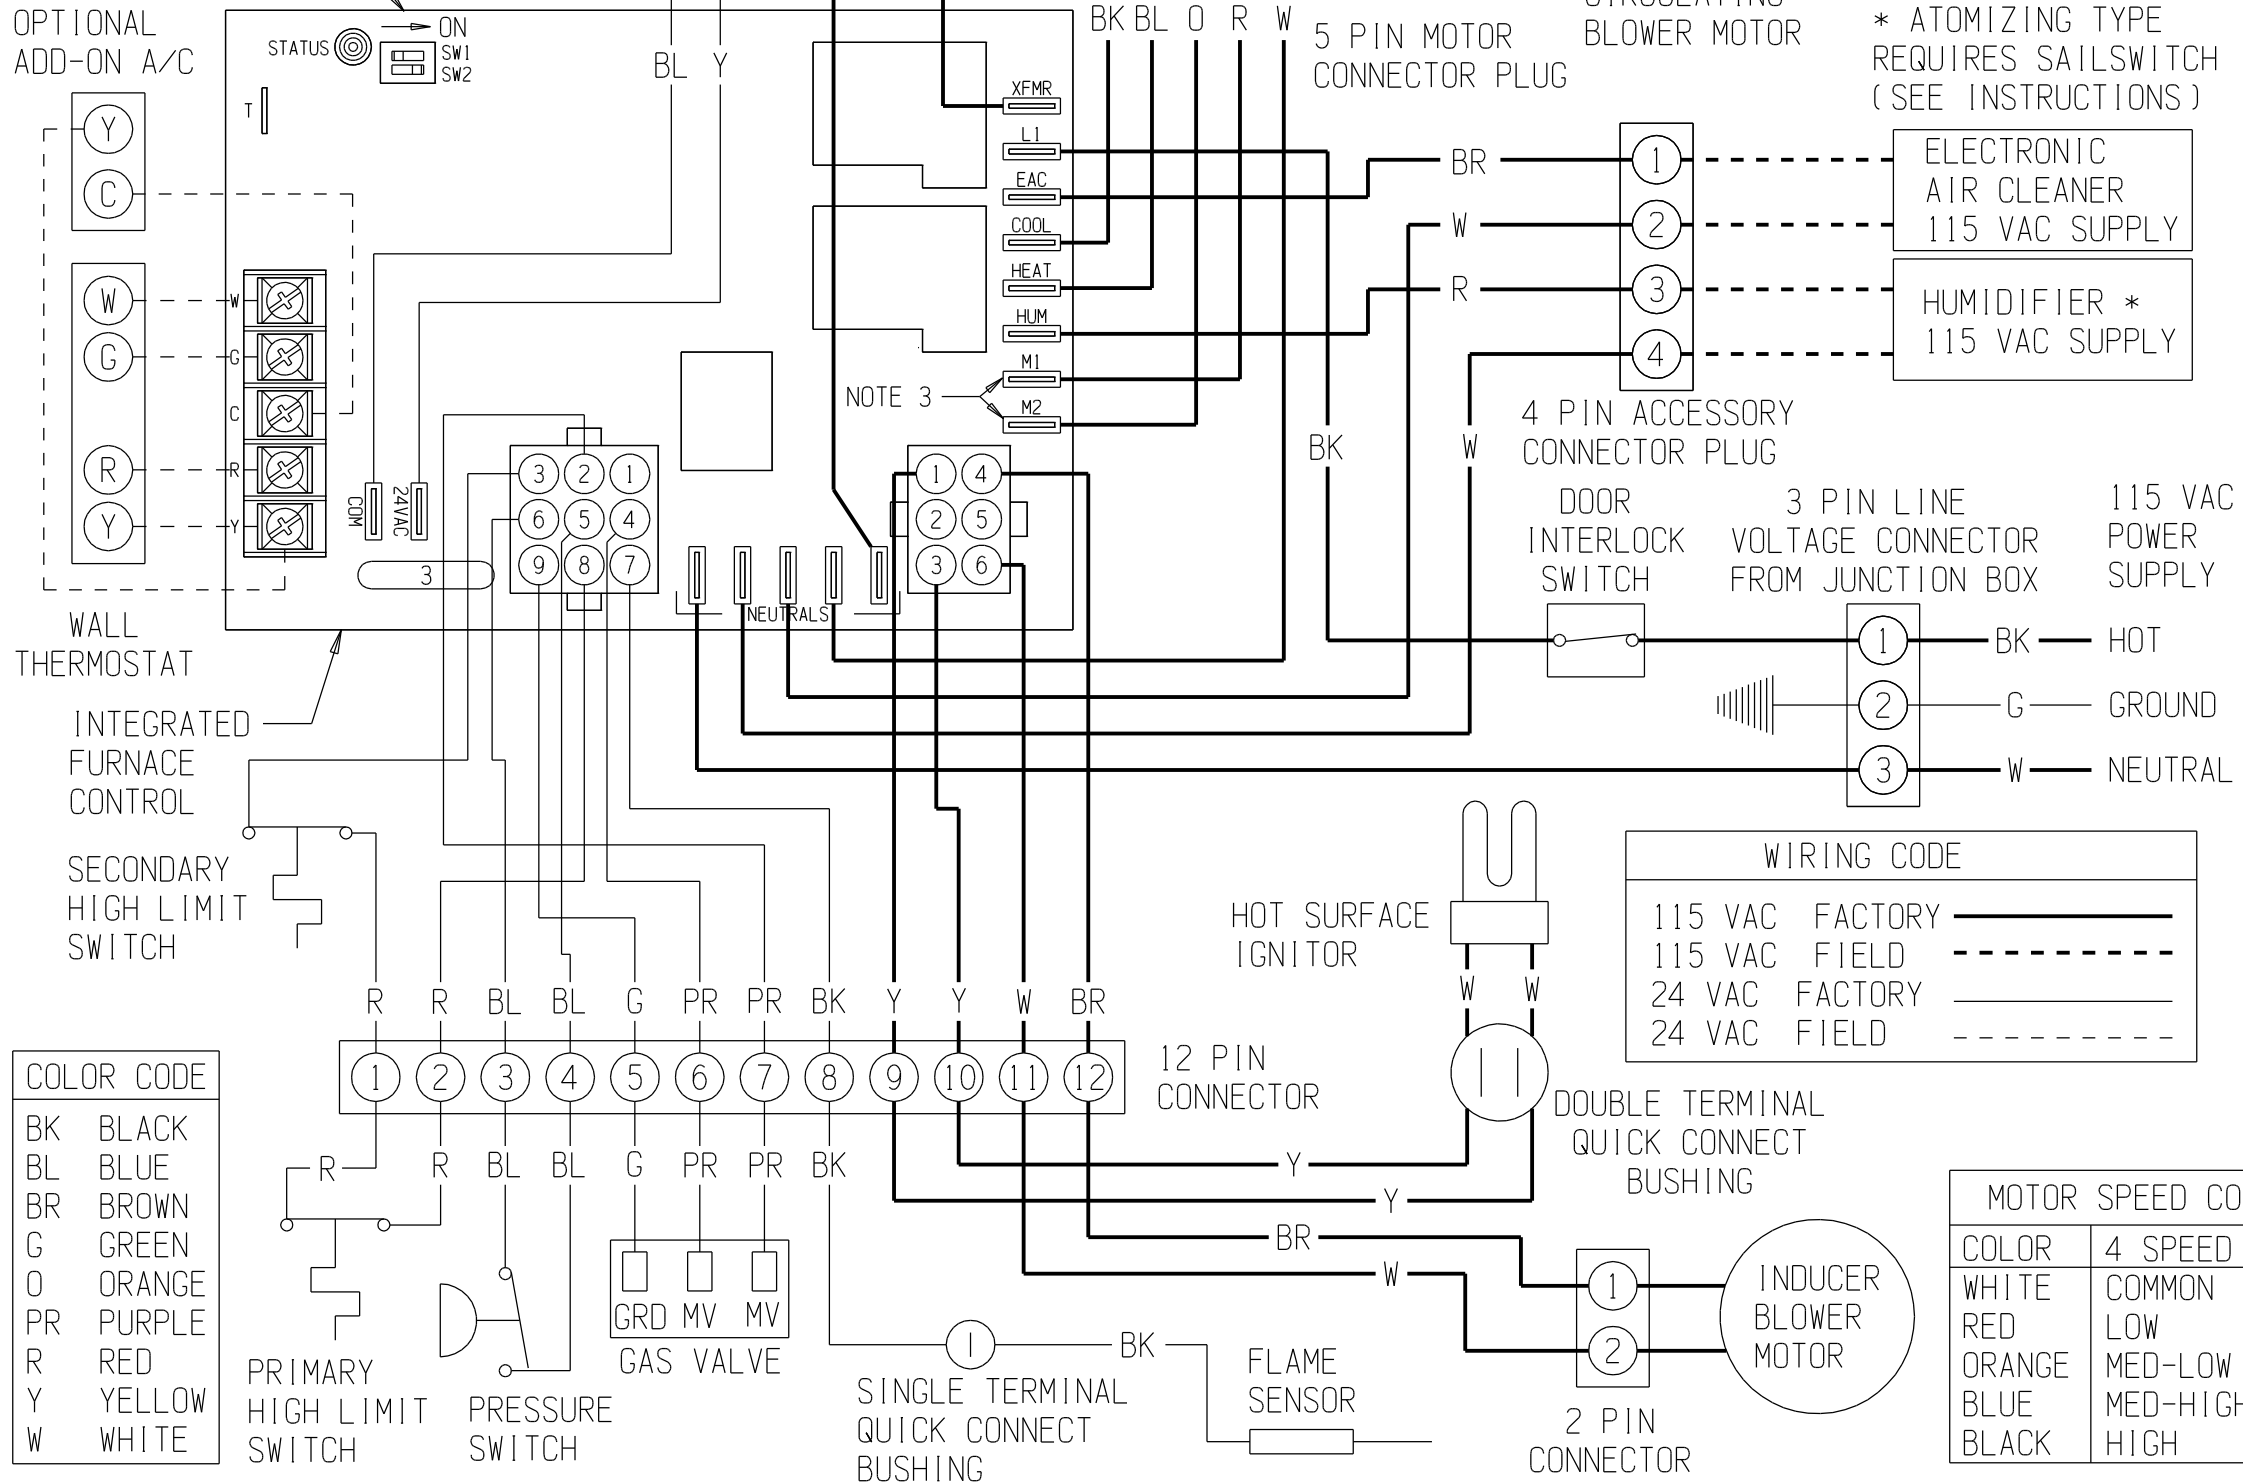 OPTIONAL
ADD-ON A/C
STATUS
ON
SW1
SW2
T
BL Y
BK BL O R W
5 PIN MOTOR
CONNECTOR PLUG
BLOWER MOTOR
* ATOMIZING TYPE
REQUIRES SAILSWITCH
(SEE INSTRUCTIONS)
Y
C
W
G
R
Y
W
G
C
R
Y
COM
24VAC
3
XFMR
L1
EAC
COOL
HEAT
HUM
M1
M2
NOTE 3
BR
W
R
BK
W
1
2
3
4
ELECTRONIC
AIR CLEANER
115 VAC SUPPLY
HUMIDIFIER *
115 VAC SUPPLY
4 PIN ACCESSORY
CONNECTOR PLUG
3 2 1
6 5 4
9 8 7
1 4
2 5
3 6
NEUTRALS
DOOR
INTERLOCK
SWITCH
3 PIN LINE
VOLTAGE CONNECTOR
FROM JUNCTION BOX
115 VAC
POWER
SUPPLY
1 BK HOT
2 G GROUND
3 W NEUTRAL
WALL
THERMOSTAT
INTEGRATED
FURNACE
CONTROL
SECONDARY
HIGH LIMIT
SWITCH
HOT SURFACE
IGNITOR
W W
WIRING CODE
115 VAC FACTORY
115 VAC FIELD
24 VAC FACTORY
24 VAC FIELD
R R BL BL G PR PR BK Y Y W BR
1 2 3 4 5 6 7 8 9 10 11 12
12 PIN
CONNECTOR
DOUBLE TERMINAL
QUICK CONNECT
BUSHING
R R BL BL G PR PR BK
Y
Y
BR
W
COLOR CODE
BK BLACK
BL BLUE
BR BROWN
G GREEN
O ORANGE
PR PURPLE
R RED
Y YELLOW
W WHITE
PRIMARY
HIGH LIMIT
SWITCH
PRESSURE
SWITCH
GRD MV MV
GAS VALVE
I
BK
SINGLE TERMINAL
QUICK CONNECT
BUSHING
FLAME
SENSOR
1
2
2 PIN
CONNECTOR
INDUCER
BLOWER
MOTOR
MOTOR SPEED CO
COLOR 4 SPEED
WHITE COMMON
RED LOW
ORANGE MED-LOW
BLUE MED-HIGH
BLACK HIGH